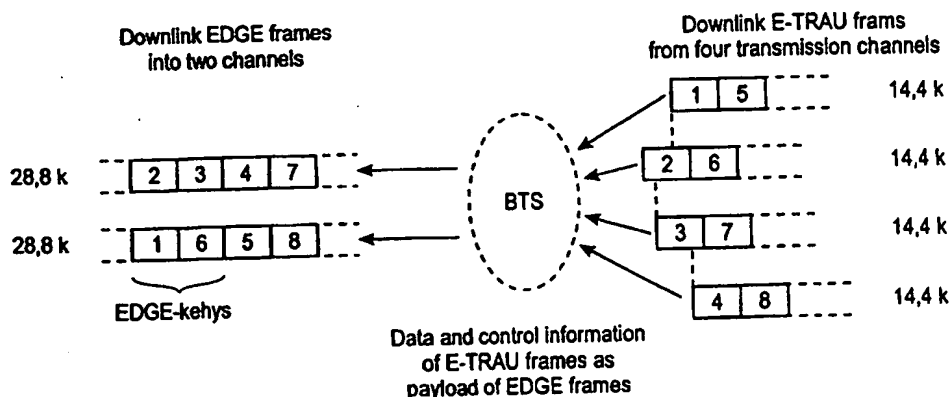 Downlink EDGE frames
into two channels
Downlink E-TRAU frams
from four transmission channels
1 5 14,4 k
28,8 k 2 3 4 7
2 6 14,4 k
BTS
28,8 k 1 6 5 8
3 7 14,4 k
EDGE-kehys
4 8 14,4 k
Data and control information
of E-TRAU frames as
payload of EDGE frames